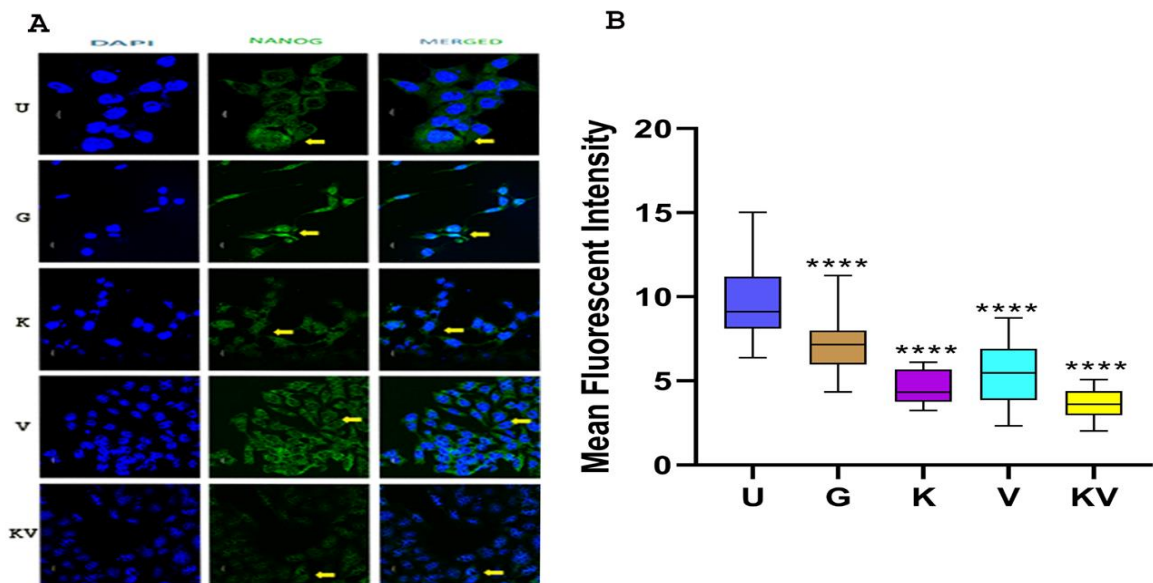 A
DAPI NANOG MERGED
U
G
K
V
KV
B
Mean Fluorescent Intensity
20
15
10
5
0
****
****
****
****
U G K V KV